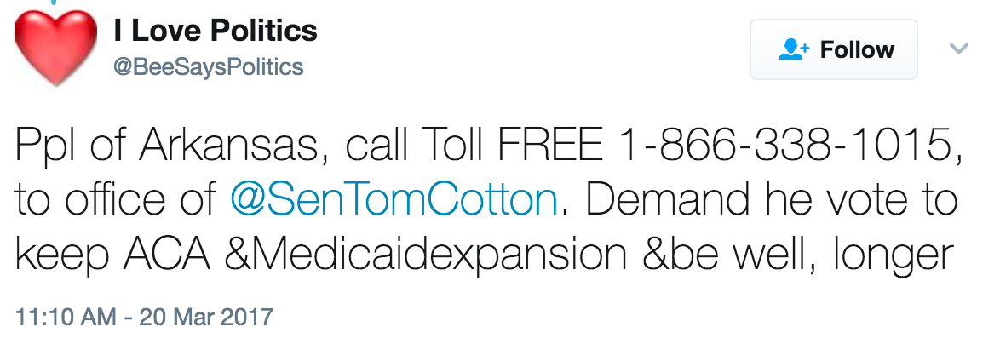 I Love Politics
@BeeSaysPolitics
Follow
Ppl of Arkansas, call Toll FREE 1-866-338-1015,
to office of @SenTomCotton. Demand he vote to
keep ACA &Medicaidexpansion &be well, longer
11:10 AM - 20 Mar 2017